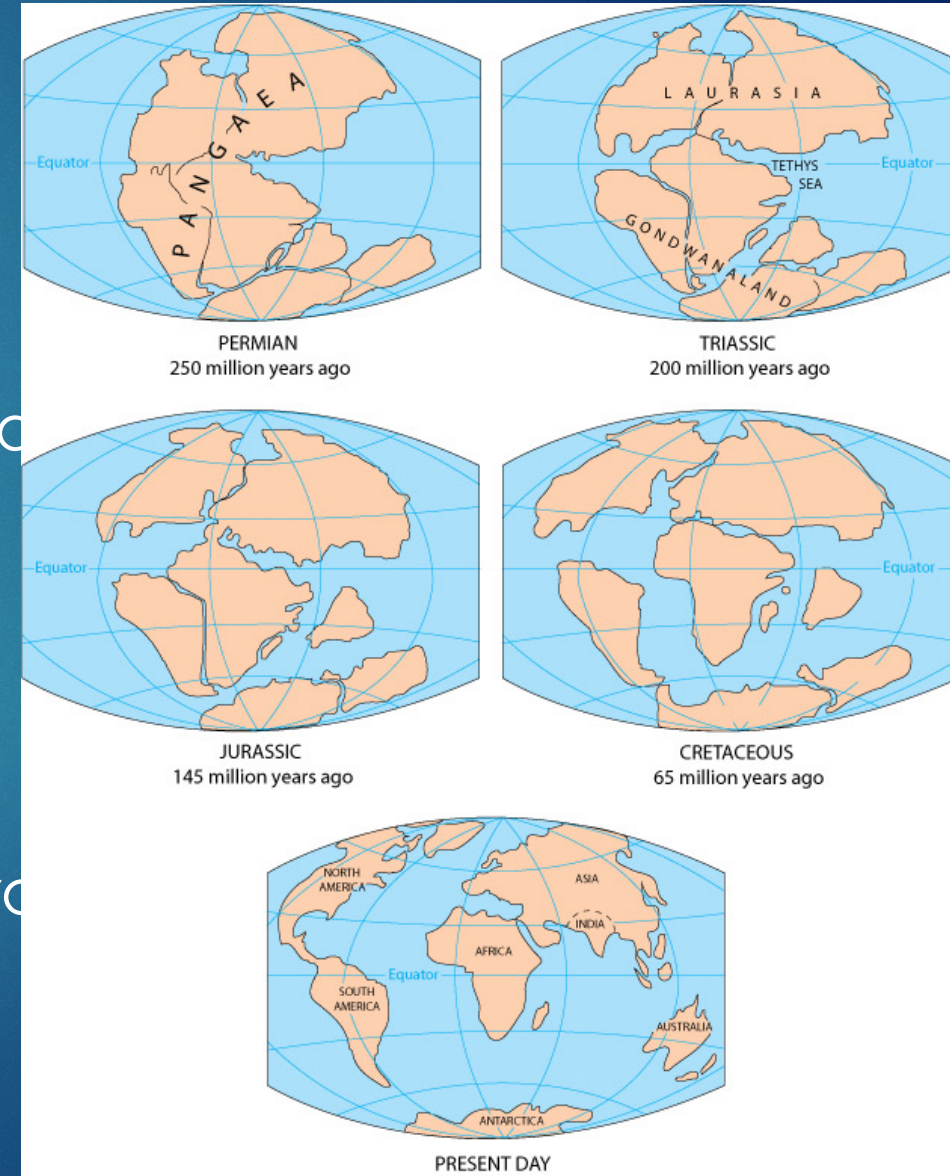 PANGAEA
Equator
PERMIAN
250 million years ago
LAURASIA
TETHYS
SEA
Equator
GONDWANALAND
TRIASSIC
200 million years ago
Equator
JURASSIC
145 million years ago
Equator
CRETACEOUS
65 million years ago
NORTH
AMERICA
ASIA
INDIA
AFRICA
Equator
SOUTH
AMERICA
AUSTRALIA
ANTARCTICA
PRESENT DAY